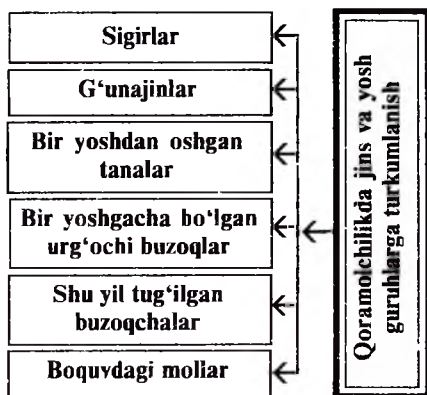 Sigirlar
G‘unajinlar
Bir yoshdan oshgan
tanalar
Bir yoshgacha bo‘lgan
urg‘ochi buzoqlar
Shu yil tug‘ilgan
buzoqchalar
Boquvdagi mollar
Qoramolchilikda jins va yosh
guruhlarga turkumlanish